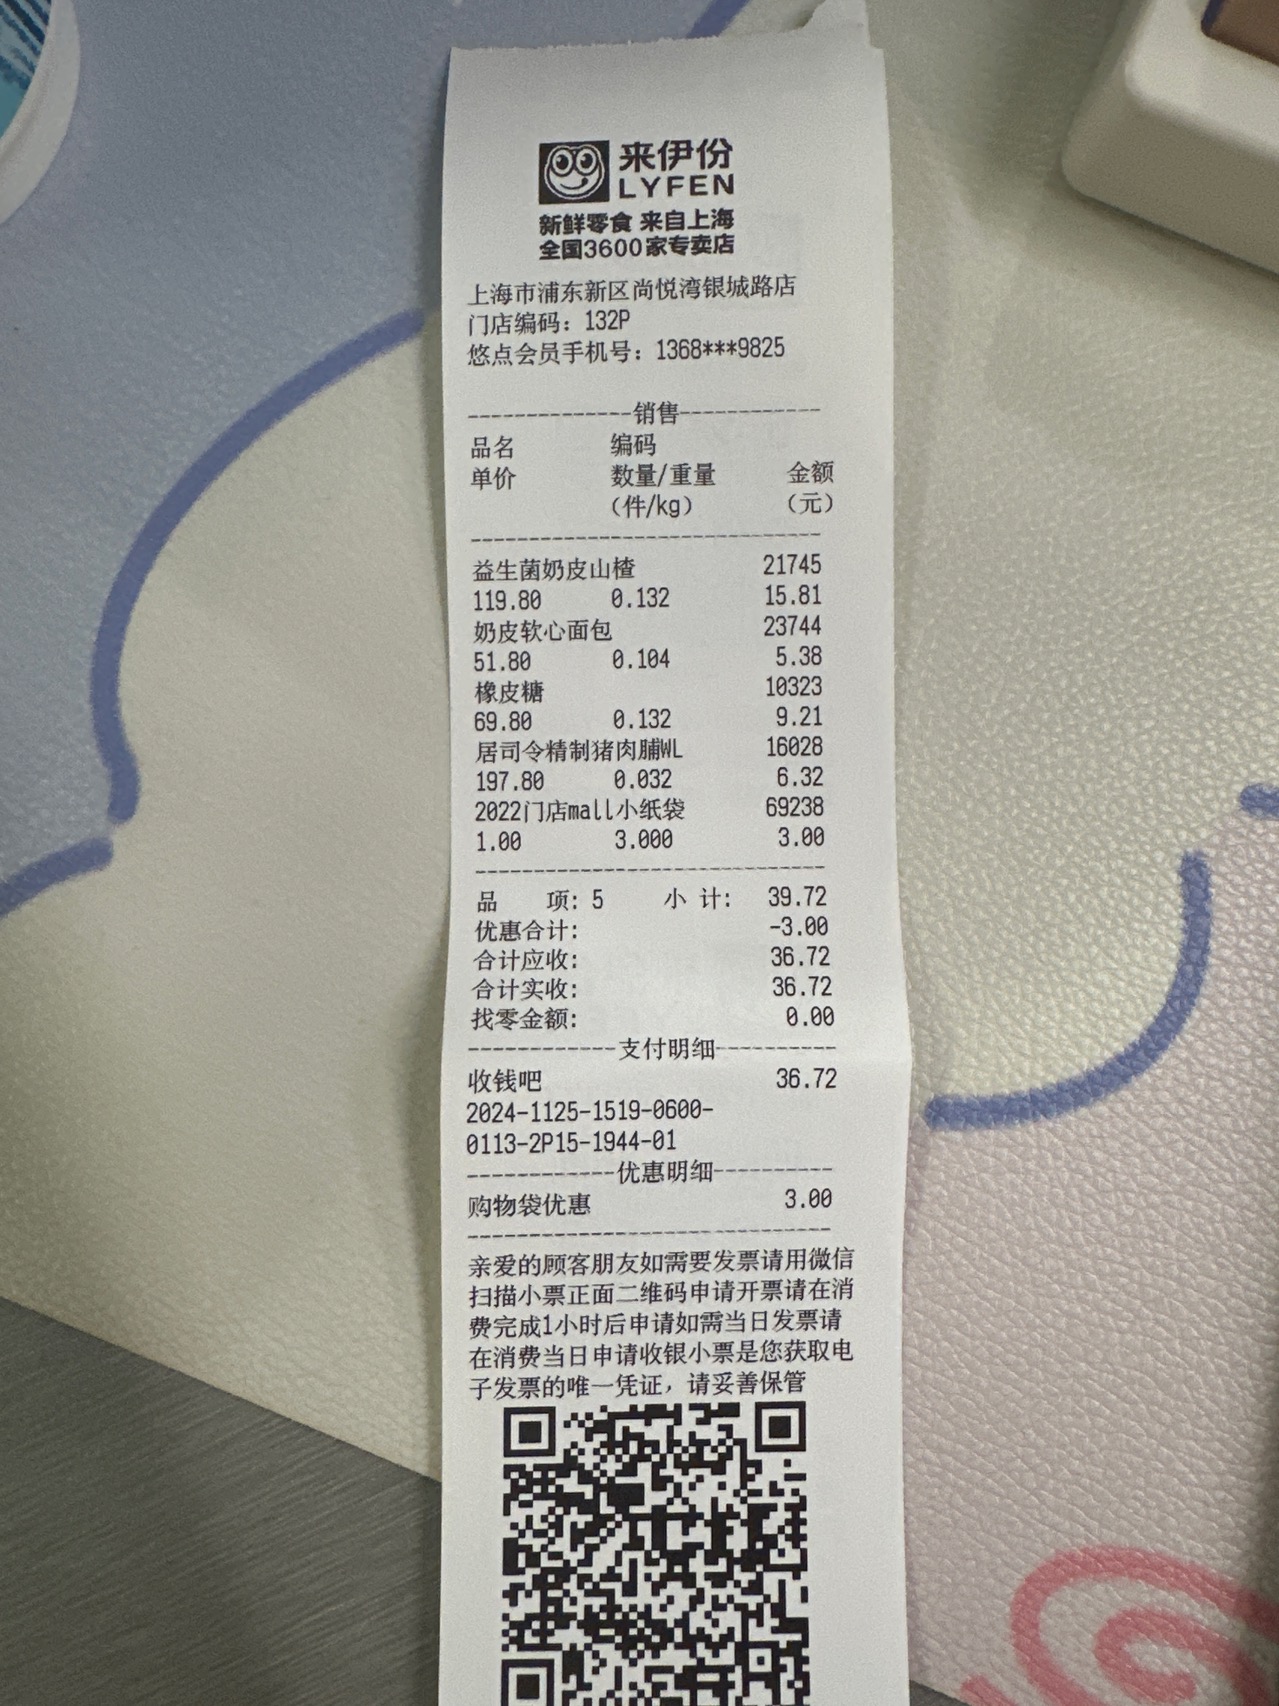 来伊份
LYFEN
新鲜零食 来自上海
全国3600家专卖店
上海市浦东新区尚悦湾银城路店
门店编码：132P
悠点会员手机号：1368***9825
--------------销售------------
品名 编码
单价 数量/重量 金额
（件/kg） （元）
------------------------------
益生菌奶皮山楂 21745
119.80 0.132 15.81
奶皮软心面包 23744
51.80 0.104 5.38
橡皮糖 10323
69.80 0.132 9.21
居司令精制猪肉脯WL 16028
197.80 0.032 6.32
2022门店mall小纸袋 69238
1.00 3.000 3.00
------------------------------
品 项: 5 小 计: 39.72
优惠合计: -3.00
合计应收: 36.72
合计实收: 36.72
找零金额: 0.00
------------支付明细----------
收钱吧 36.72
2024-1125-1519-0600-
0113-2P15-1944-01
------------优惠明细----------
购物袋优惠 3.00
------------------------------
亲爱的顾客朋友如需要发票请用微信
扫描小票正面二维码申请开票请在消
费完成1小时后申请如需当日发票请
在消费当日申请收银小票是您获取电
子发票的唯一凭证，请妥善保管